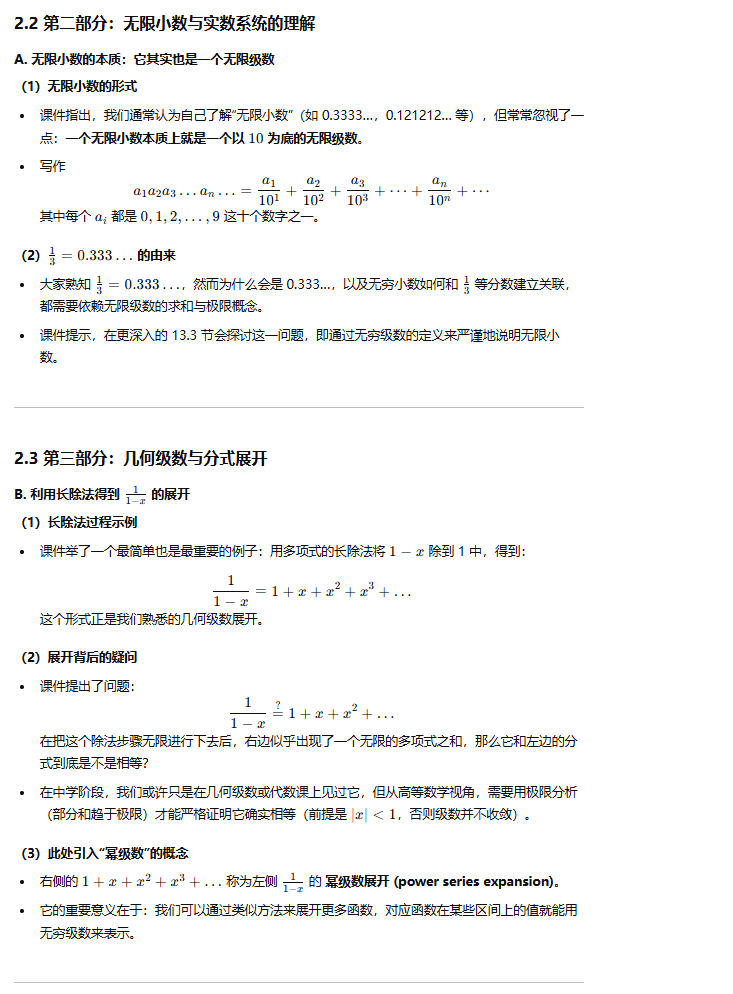 2.2 第二部分：无限小数与实数系统的理解
A. 无限小数的本质：它其实也是一个无限级数
（1）无限小数的形式
• 课件指出，我们通常认为自己了解“无限小数”（如 0.3333…，0.121212… 等），但常常忽视了一
点：一个无限小数本质上就是一个以 10 为底的无限级数。
• 写作
a₁a₂a₃ … aₙ … = a₁/10¹ + a₂/10² + a₃/10³ + ⋯ + aₙ/10ⁿ + ⋯
其中每个 aᵢ 都是 0, 1, 2, … , 9 这十个数字之一。
（2）1/3 = 0.333 … 的由来
• 大家熟知 1/3 = 0.333 …，然而为什么会是 0.333…，以及无穷小数如何和 1/3 等分数建立关联，
都需要依赖无限级数的求和与极限概念。
• 课件提示，在更深入的 13.3 节会探讨这一问题，即通过无穷级数的定义来严谨地说明无限小
数。
2.3 第三部分：几何级数与分式展开
B. 利用长除法得到 1/(1−x) 的展开
（1）长除法过程示例
• 课件举了一个最简单也是最重要的例子：用多项式的长除法将 1 − x 除到 1 中，得到：
1/(1 − x) = 1 + x + x² + x³ + …
这个形式正是我们熟悉的几何级数展开。
（2）展开背后的疑问
• 课件提出了问题：
1/(1 − x) ≟ 1 + x + x² + …
在把这个除法步骤无限进行下去后，右边似乎出现了一个无限的多项式之和，那么它和左边的分
式到底是不是相等？
• 在中学阶段，我们或许只是在几何级数或代数课上见过它，但从高等数学视角，需要用极限分析
（部分和趋于极限）才能严格证明它确实相等（前提是 |x| < 1，否则级数并不收敛）。
（3）此处引入“幂级数”的概念
• 右侧的 1 + x + x² + x³ + … 称为左侧 1/(1−x) 的 幂级数展开 (power series expansion)。
• 它的重要意义在于：我们可以通过类似方法来展开更多函数，对应函数在某些区间上的值就能用
无穷级数来表示。